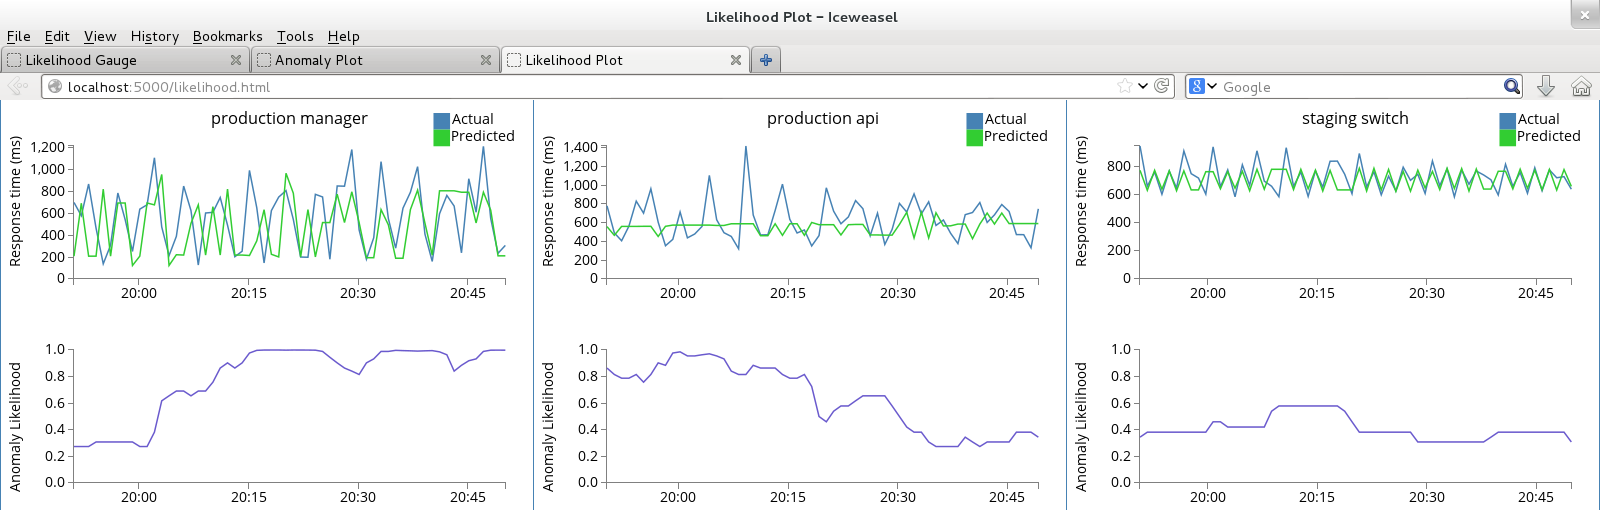 Likelihood Plot - Iceweasel
File Edit View History Bookmarks Tools Help
Likelihood Gauge
Anomaly Plot
Likelihood Plot
localhost:5000/likelihood.html
8
Google
production manager
Actual
Predicted
Response time (ms)
1,200
1,000
800
600
400
200
0
20:00 20:15 20:30 20:45
Anomaly Likelihood
1.0
0.8
0.6
0.4
0.2
0.0
20:00 20:15 20:30 20:45
production api
Actual
Predicted
Response time (ms)
1,400
1,200
1,000
800
600
400
200
0
20:00 20:15 20:30 20:45
Anomaly Likelihood
1.0
0.8
0.6
0.4
0.2
0.0
20:00 20:15 20:30 20:45
staging switch
Actual
Predicted
Response time (ms)
800
600
400
200
0
20:00 20:15 20:30 20:45
Anomaly Likelihood
1.0
0.8
0.6
0.4
0.2
0.0
20:00 20:15 20:30 20:45